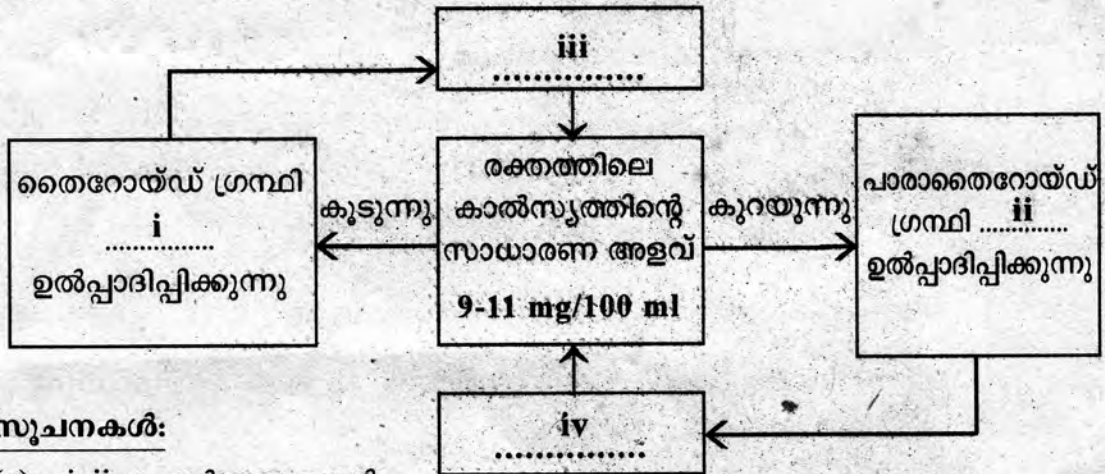 iii
...............
തൈറോയ്ഡ് ഗ്രന്ഥി
i
................
ഉൽപ്പാദിപ്പിക്കുന്നു
കൂടുന്നു
രക്തത്തിലെ
കാൽസ്യത്തിന്റെ
സാധാരണ അളവ്
9-11 mg/100 ml
കുറയുന്നു
പാരാതൈറോയ്ഡ്
ഗ്രന്ഥി ......ii......
ഉൽപ്പാദിപ്പിക്കുന്നു
iv
...............
സൂചനകൾ: